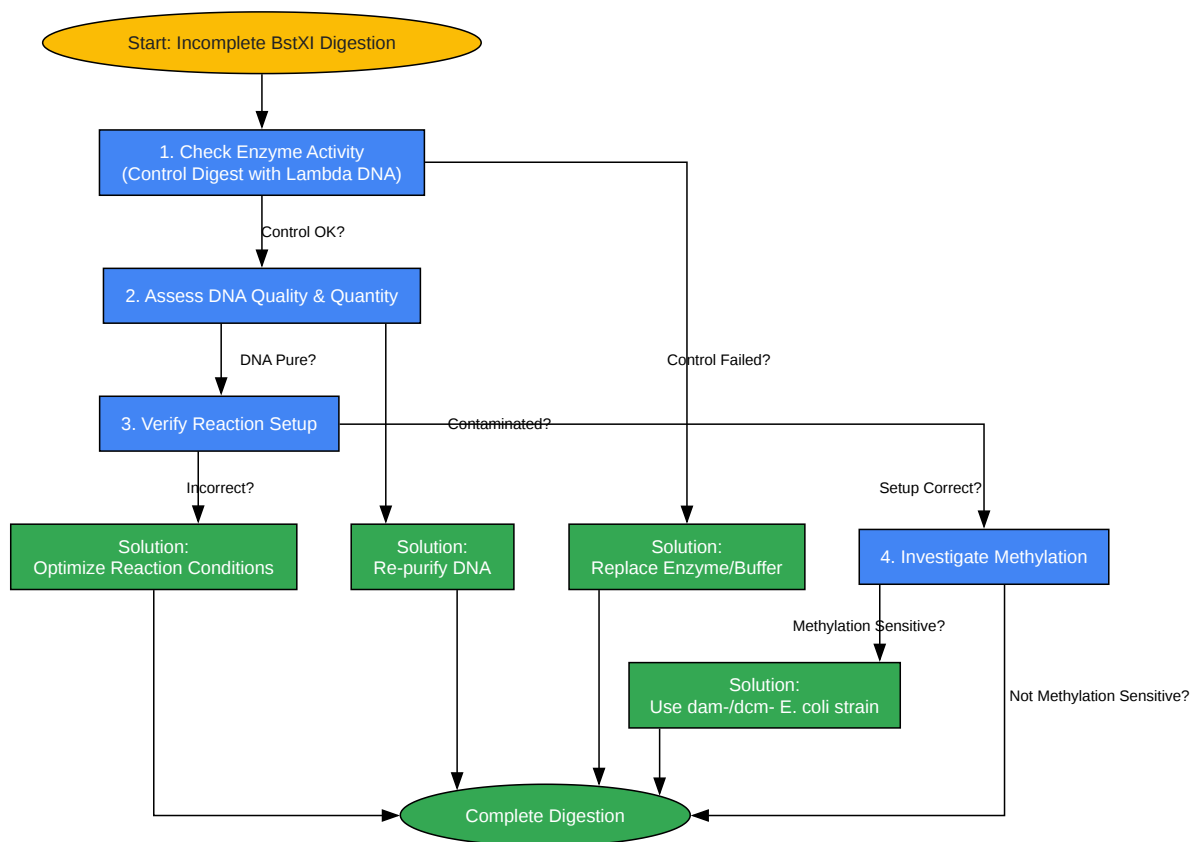 Start: Incomplete BstXI Digestion
1. Check Enzyme Activity
(Control Digest with Lambda DNA)
Control OK?
2. Assess DNA Quality & Quantity
DNA Pure?
Control Failed?
3. Verify Reaction Setup
Contaminated?
Incorrect?
Setup Correct?
Solution:
Optimize Reaction Conditions
Solution:
Re-purify DNA
Solution:
Replace Enzyme/Buffer
4. Investigate Methylation
Methylation Sensitive?
Solution:
Use dam-/dcm- E. coli strain
Not Methylation Sensitive?
Complete Digestion